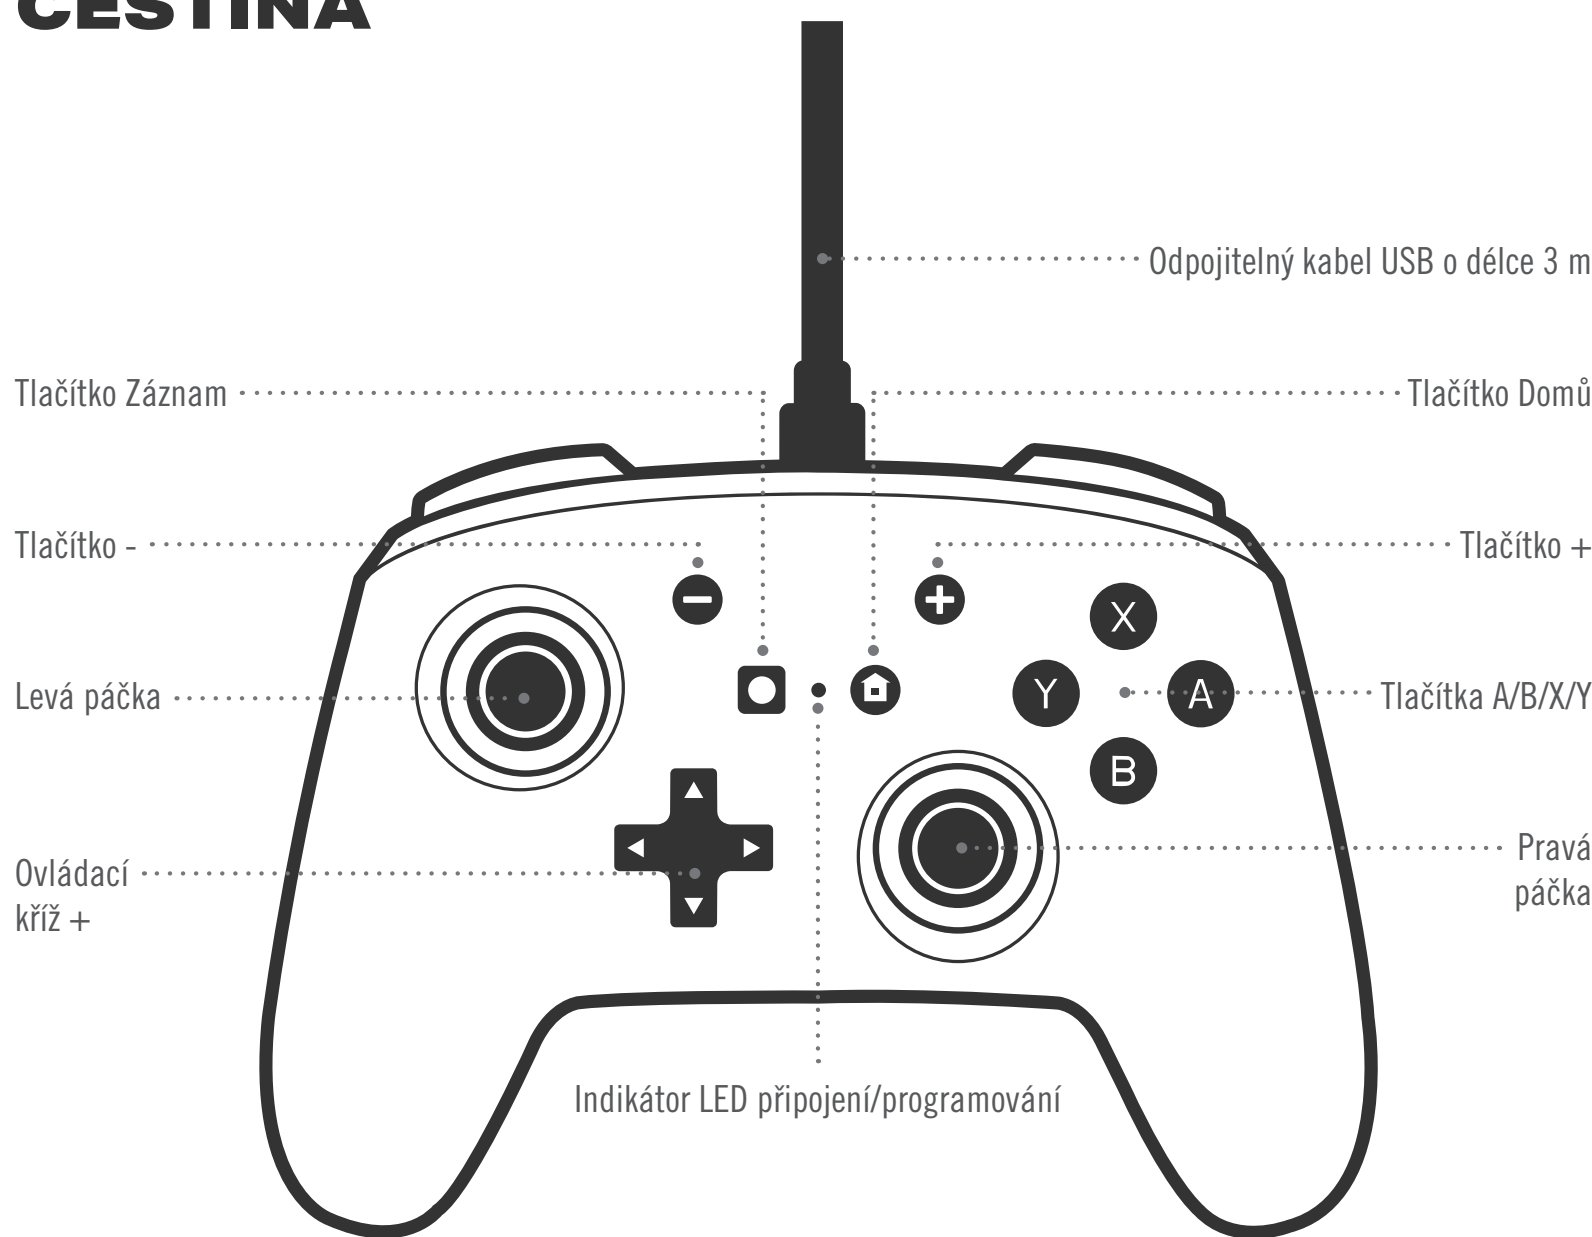 ČEŠTINA
Odpojitelný kabel USB o délce 3 m
Tlačítko Záznam
Tlačítko Domů
Tlačítko -
Tlačítko +
X
Levá páčka
Y
A
Tlačítka A/B/X/Y
B
Ovládací
kříž +
Pravá
páčka
Indikátor LED připojení/programování